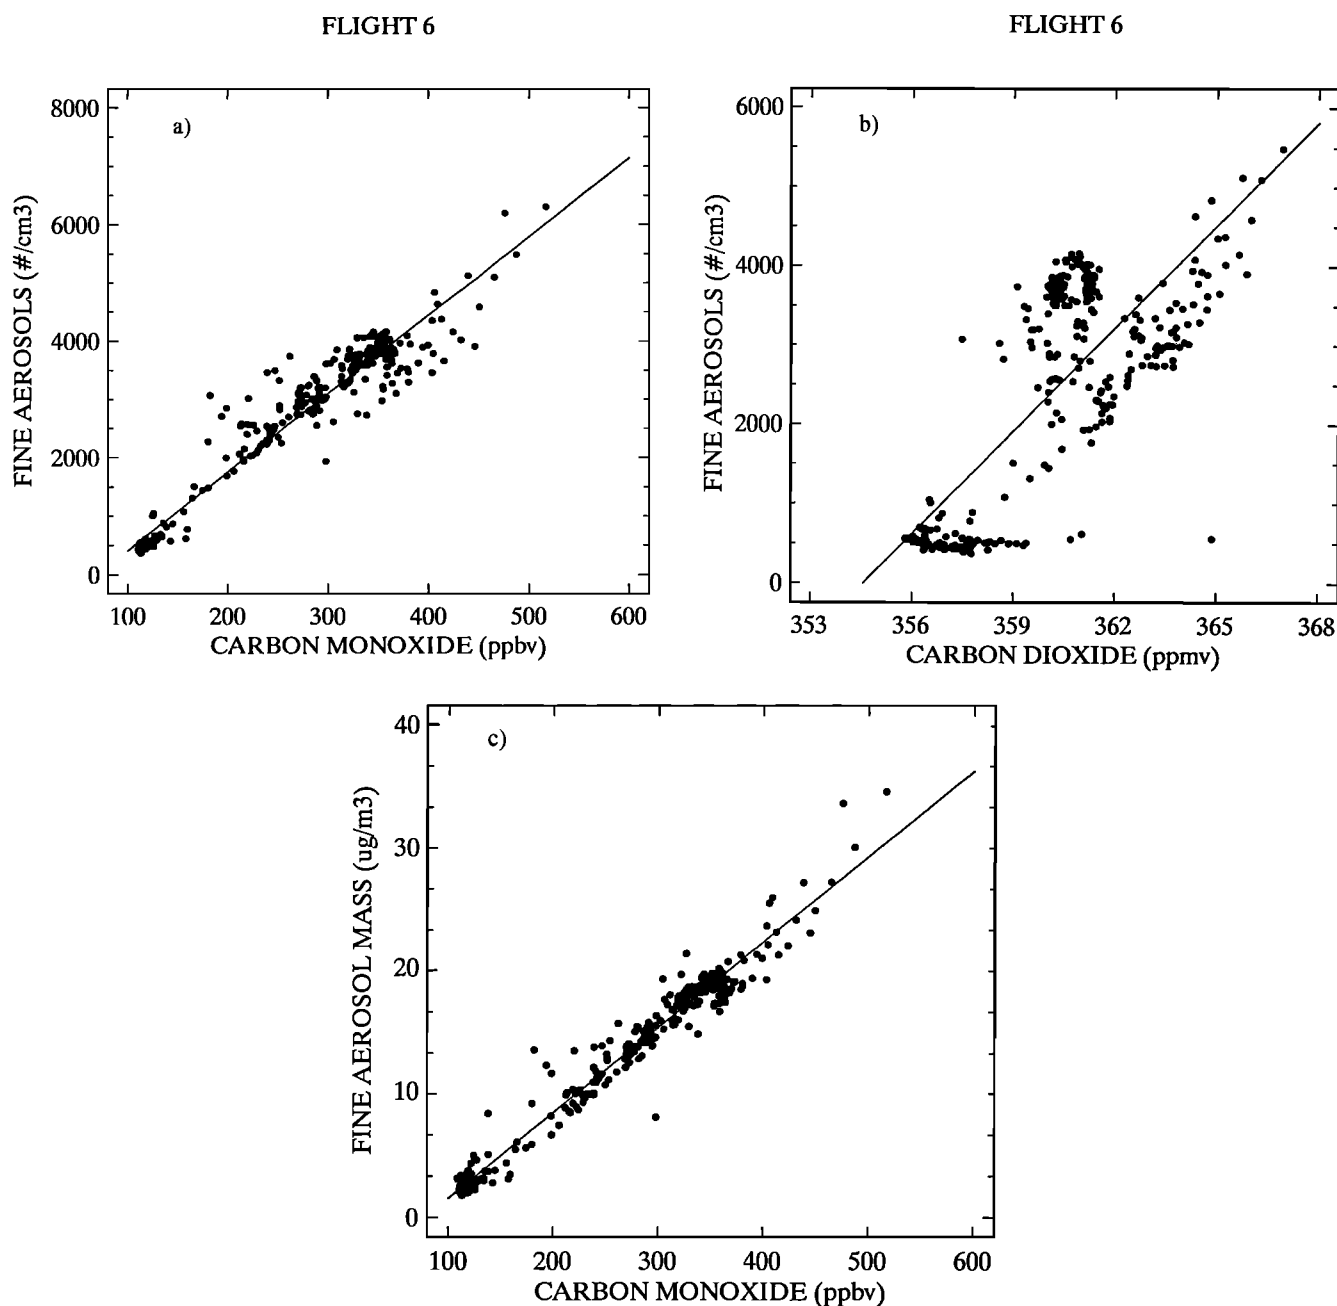 FLIGHT 6
FLIGHT 6
a)
8000
6000
4000
2000
0
FINE AEROSOLS (#/cm3)
100 200 300 400 500 600
CARBON MONOXIDE (ppbv)
b)
6000
4000
2000
0
FINE AEROSOLS (#/cm3)
353 356 359 362 365 368
CARBON DIOXIDE (ppmv)
c)
40
30
20
10
0
FINE AEROSOL MASS (ug/m3)
100 200 300 400 500 600
CARBON MONOXIDE (ppbv)